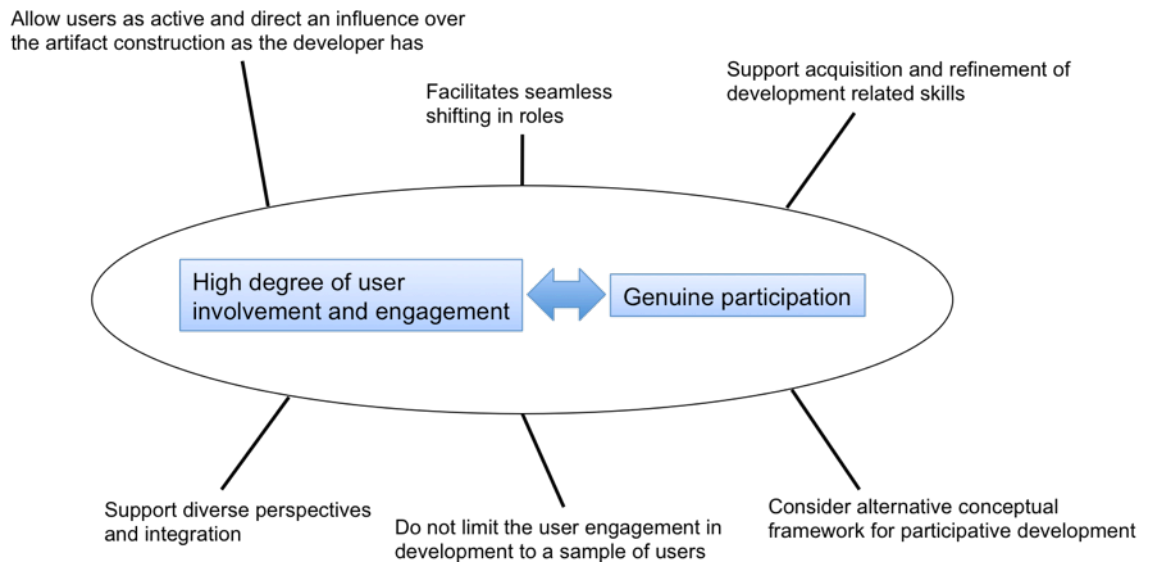 Allow users as active and direct an influence over
the artifact construction as the developer has
Facilitates seamless
shifting in roles
Support acquisition and refinement of
development related skills
High degree of user
involvement and engagement
Genuine participation
Support diverse perspectives
and integration
Do not limit the user engagement in
development to a sample of users
Consider alternative conceptual
framework for participative development